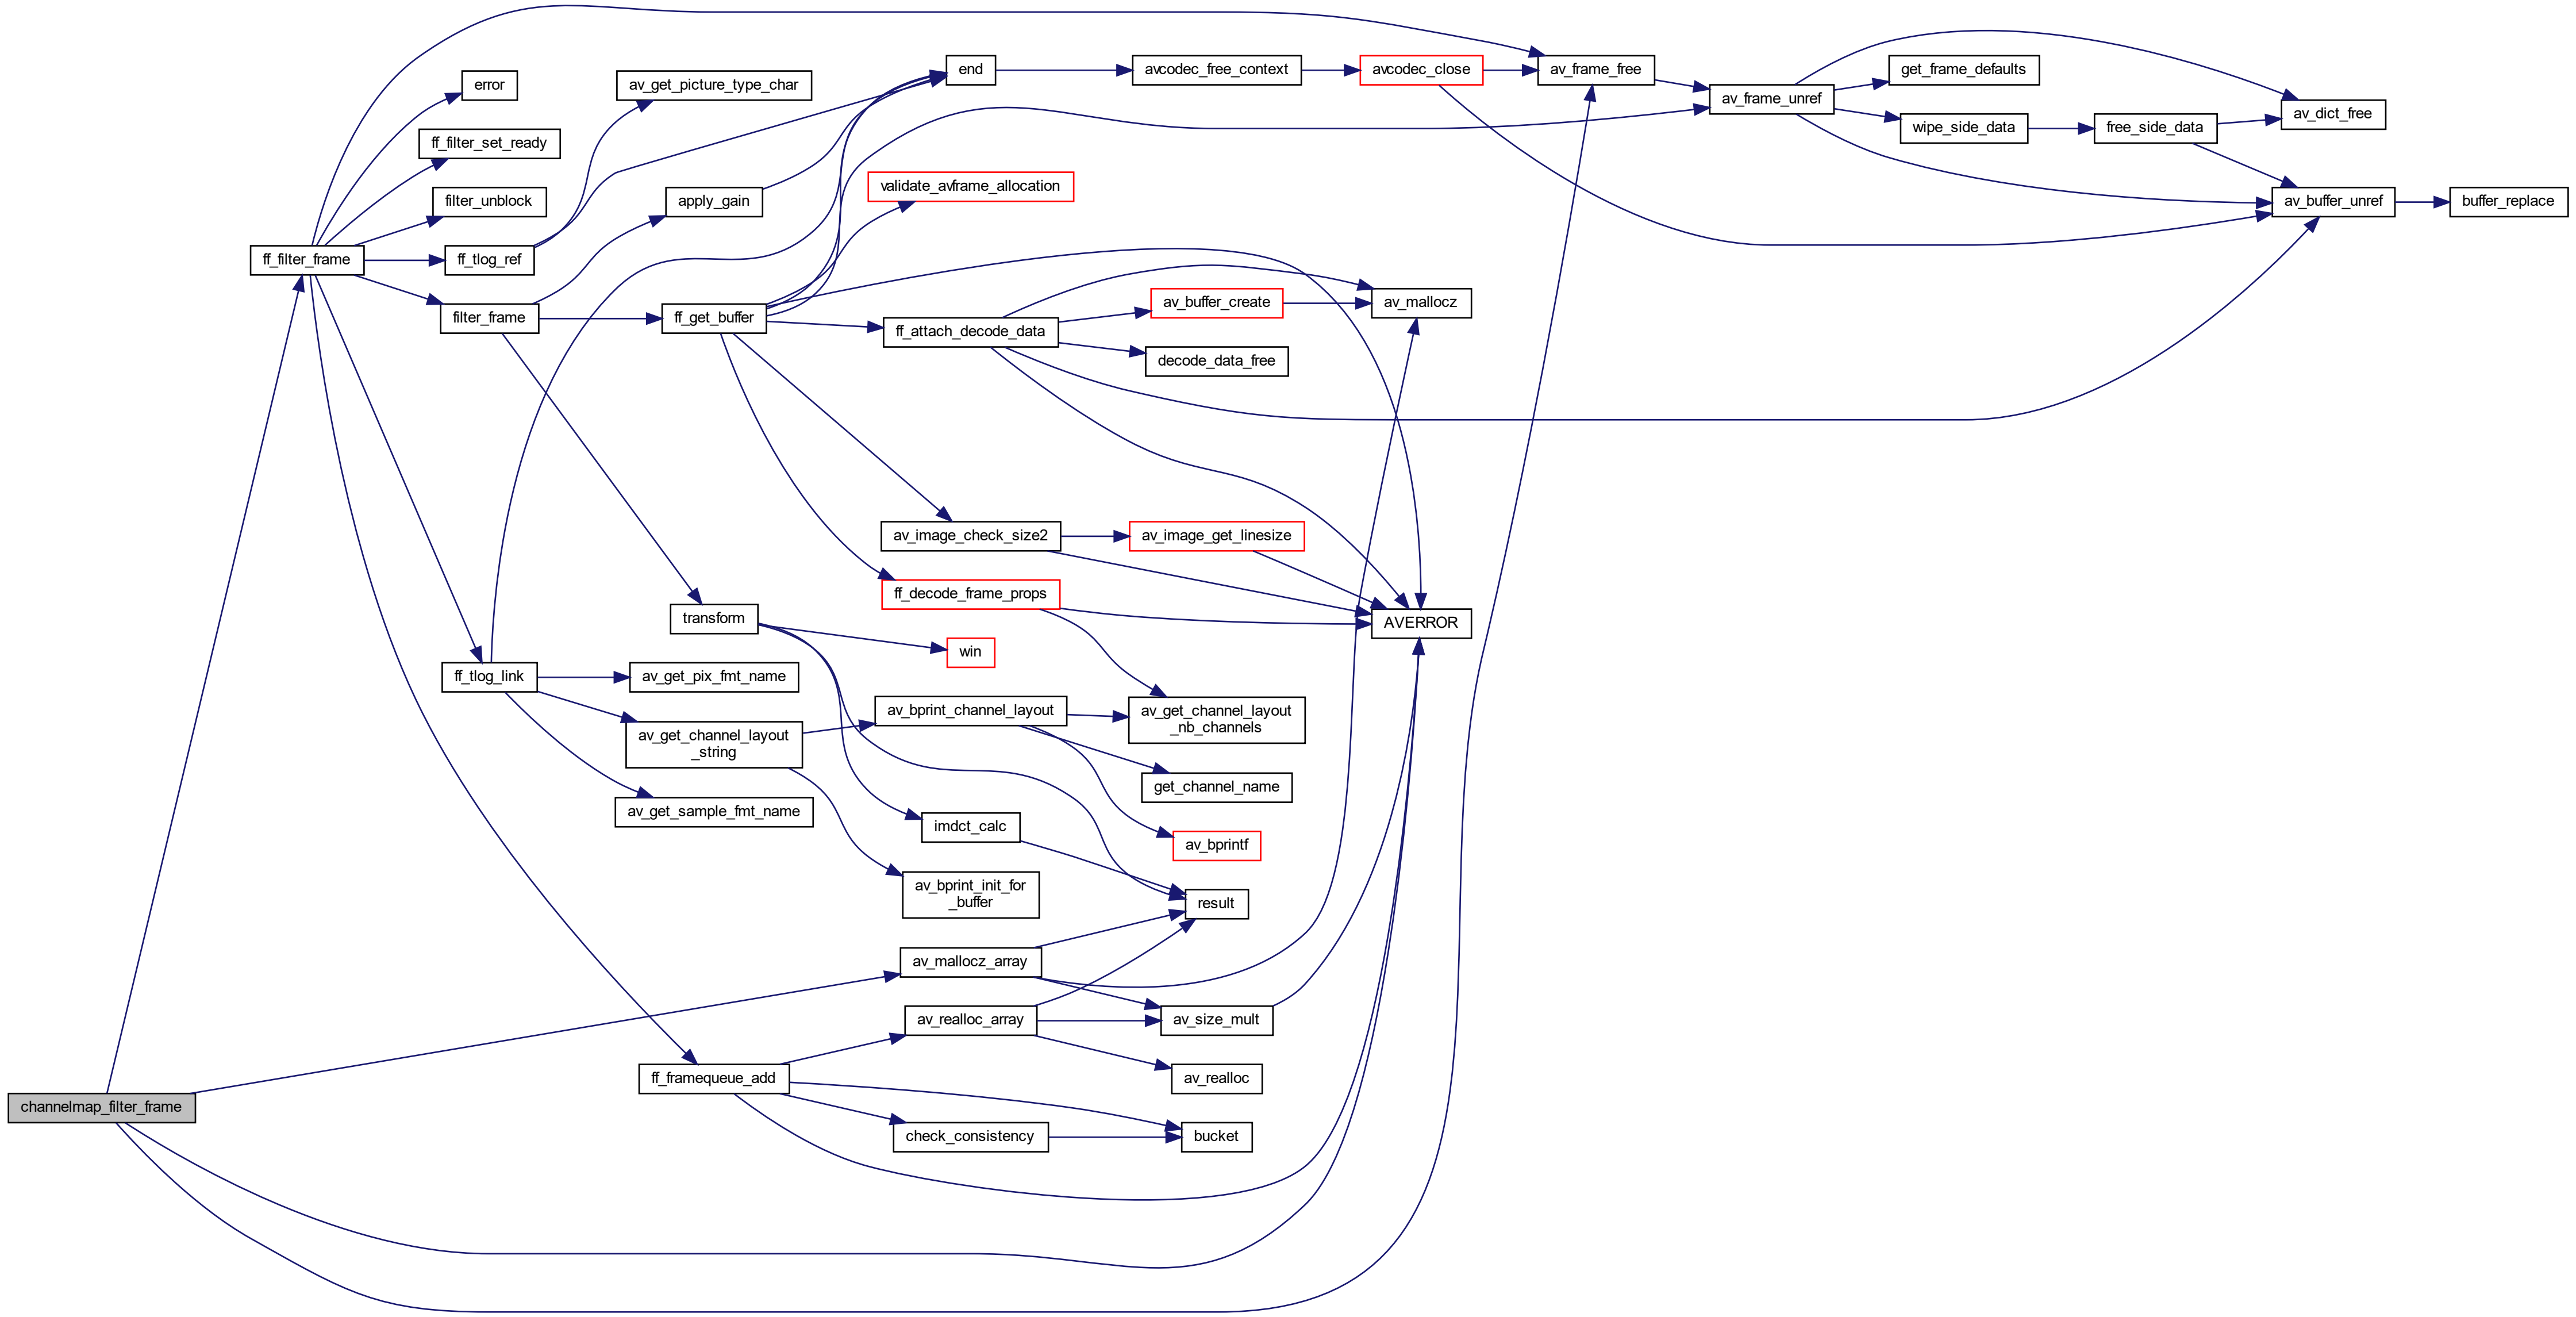 end
avcodec_free_context
avcodec_close
av_frame_free
get_frame_defaults
error
av_get_picture_type_char
av_frame_unref
av_dict_free
ff_filter_set_ready
wipe_side_data
free_side_data
validate_avframe_allocation
filter_unblock
apply_gain
av_buffer_unref
buffer_replace
ff_filter_frame
ff_tlog_ref
av_buffer_create
av_mallocz
filter_frame
ff_get_buffer
ff_attach_decode_data
decode_data_free
av_image_check_size2
av_image_get_linesize
ff_decode_frame_props
transform
AVERROR
win
ff_tlog_link
av_get_pix_fmt_name
av_bprint_channel_layout
av_get_channel_layout
_nb_channels
av_get_channel_layout
_string
get_channel_name
av_get_sample_fmt_name
imdct_calc
av_bprintf
av_bprint_init_for
_buffer
result
av_mallocz_array
av_realloc_array
av_size_mult
ff_framequeue_add
av_realloc
channelmap_filter_frame
check_consistency
bucket